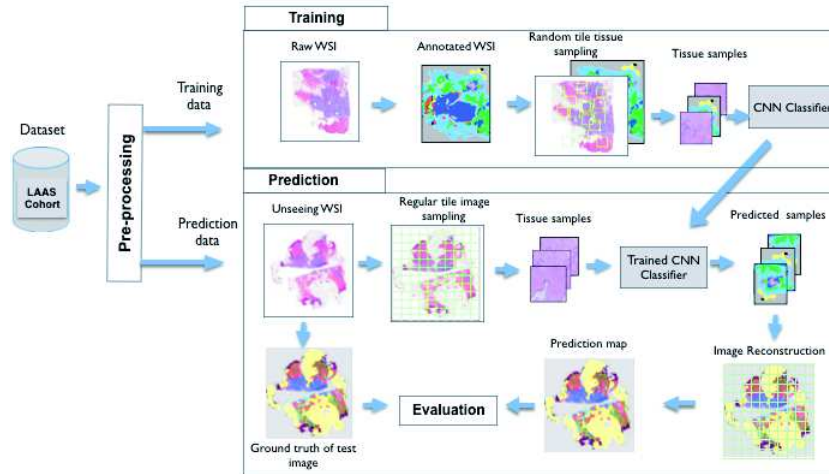 Training
Raw WSI
Annotated WSI
Random tile tissue
sampling
Tissue samples
CNN Classifier
Training
data
Dataset
LAAS
Cohort
Pre-processing
Prediction
data
Prediction
Unseeing WSI
Regular tile image
sampling
Tissue samples
Trained CNN
Classifier
Predicted samples
Image Reconstruction
Prediction map
Evaluation
Ground truth of test
image